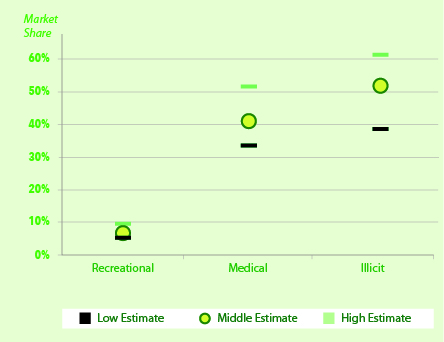 Market
Share
60%
50%
40%
30%
20%
10%
0%
Recreational Medical Illicit
Low Estimate Middle Estimate High Estimate